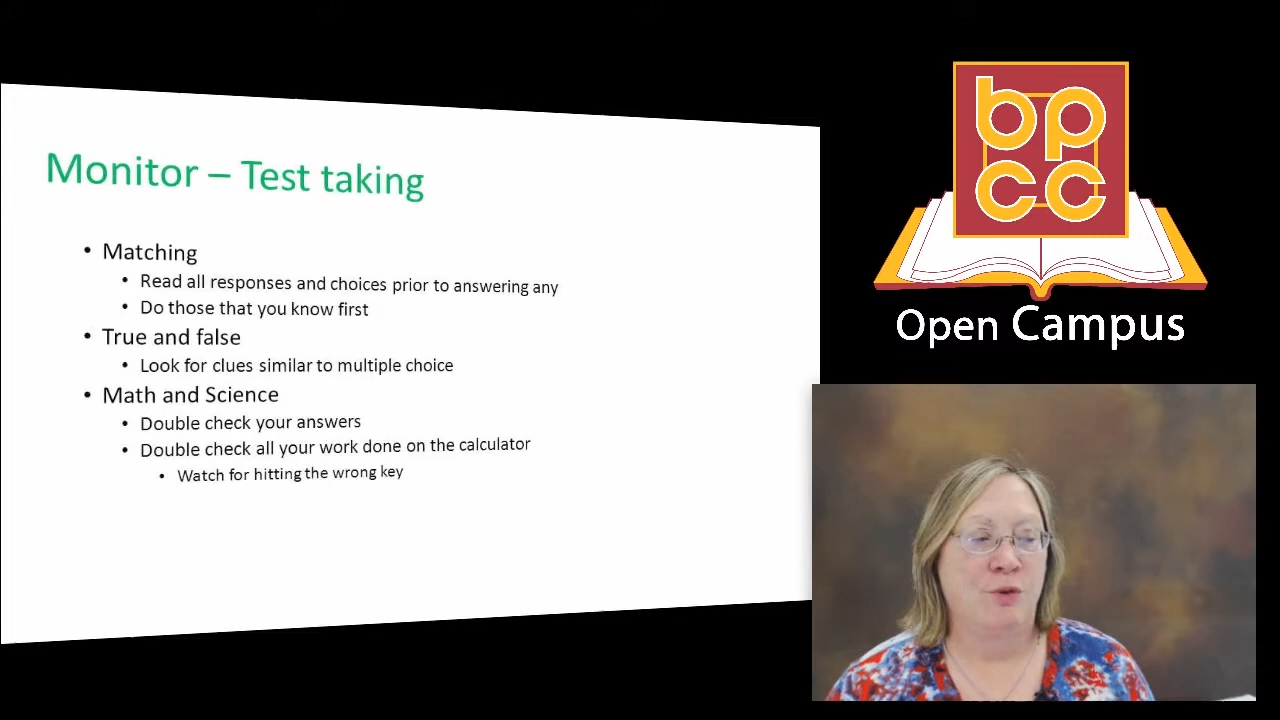 Monitor – Test taking
• Matching
• Read all responses and choices prior to answering any
• Do those that you know first
• True and false
• Look for clues similar to multiple choice
• Math and Science
• Double check your answers
• Double check all your work done on the calculator
• Watch for hitting the wrong key
bp
cc
Open Campus